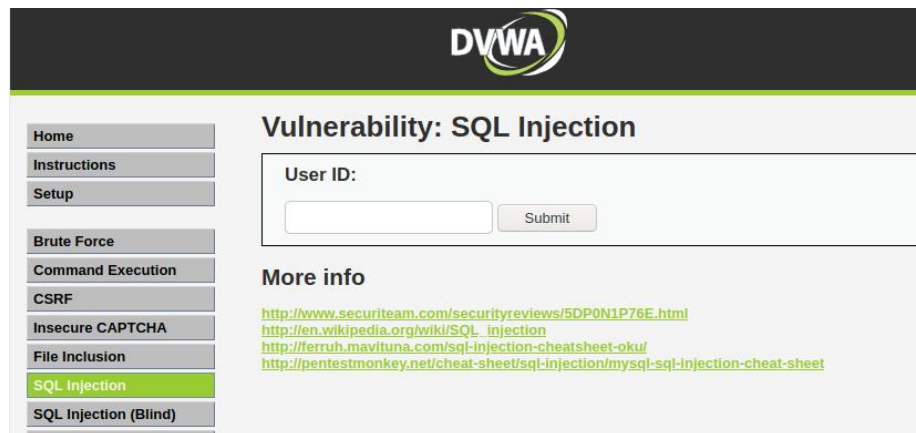 DVWA
Home
Instructions
Setup
Brute Force
Command Execution
CSRF
Insecure CAPTCHA
File Inclusion
SQL Injection
SQL Injection (Blind)
Vulnerability: SQL Injection
User ID:
Submit
More info
http://www.securiteam.com/securityreviews/5DP0N1P76E.html
http://en.wikipedia.org/wiki/SQL_injection
http://ferruh.mavituna.com/sql-injection-cheatsheet-oku/
http://pentestmonkey.net/cheat-sheet/sql-injection/mysql-sql-injection-cheat-sheet